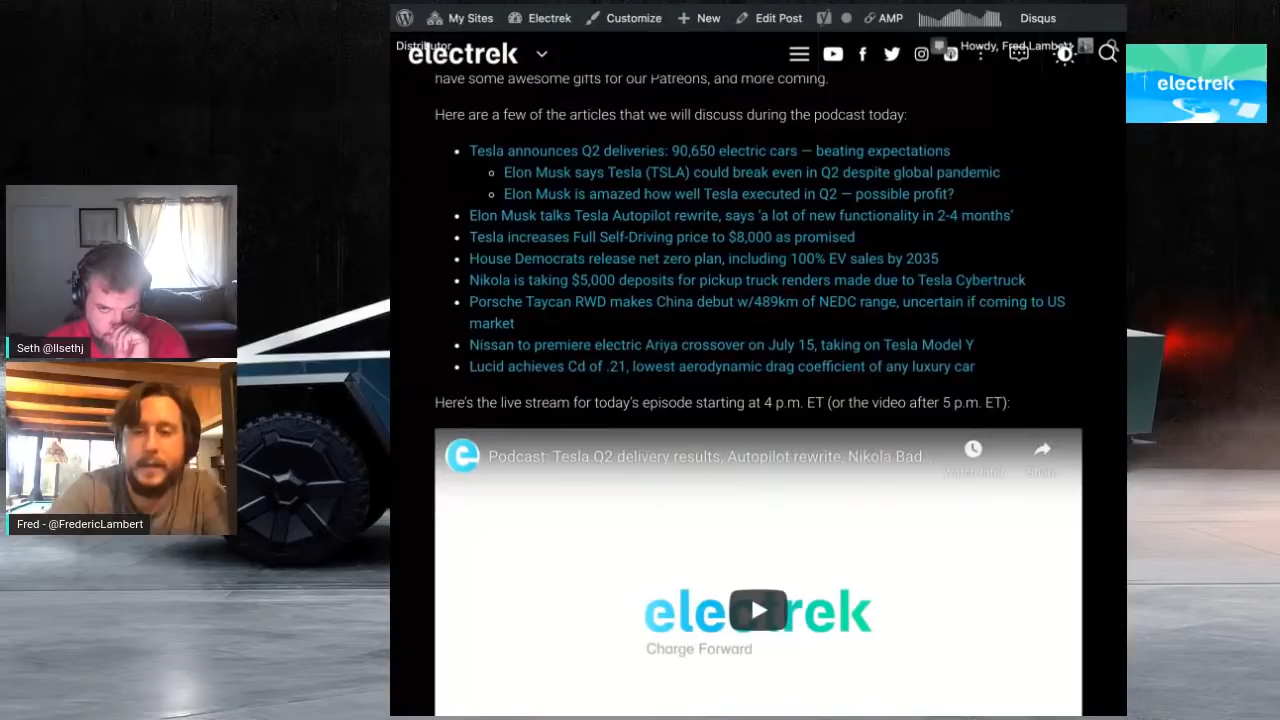 My Sites Electrek Customize New Edit Post AMP Disqus
Distributor
electrek
Howdy, Fred Lambert
electrek
have some awesome gifts for our Patreons, and more coming.
Here are a few of the articles that we will discuss during the podcast today:
Tesla announces Q2 deliveries: 90,650 electric cars — beating expectations
Elon Musk says Tesla (TSLA) could break even in Q2 despite global pandemic
Elon Musk is amazed how well Tesla executed in Q2 — possible profit?
Elon Musk talks Tesla Autopilot rewrite, says ‘a lot of new functionality in 2-4 months’
Tesla increases Full Self-Driving price to $8,000 as promised
House Democrats release net zero plan, including 100% EV sales by 2035
Nikola is taking $5,000 deposits for pickup truck renders made due to Tesla Cybertruck
Porsche Taycan RWD makes China debut w/489km of NEDC range, uncertain if coming to US
market
Nissan to premiere electric Ariya crossover on July 15, taking on Tesla Model Y
Lucid achieves Cd of .21, lowest aerodynamic drag coefficient of any luxury car
Seth @llsethj
Here's the live stream for today's episode starting at 4 p.m. ET (or the video after 5 p.m. ET):
Podcast: Tesla Q2 delivery results, Autopilot rewrite, Nikola Bad...
Watch later Share
Fred - @FredericLambert
electrek
Charge Forward